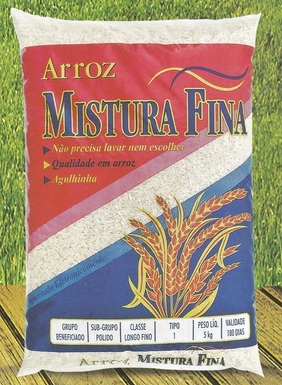 Arroz
MISTURA FINA
Não precisa lavar nem escolher
Qualidade em arroz
Agulhinha
Eletronicamente
GRUPO SUB-GRUPO CLASSE TIPO PESO LÍQ. VALIDADE
BENEFICIADO POLIDO LONGO FINO 1 5 kg 180 DIAS
Arroz MISTURA FINA